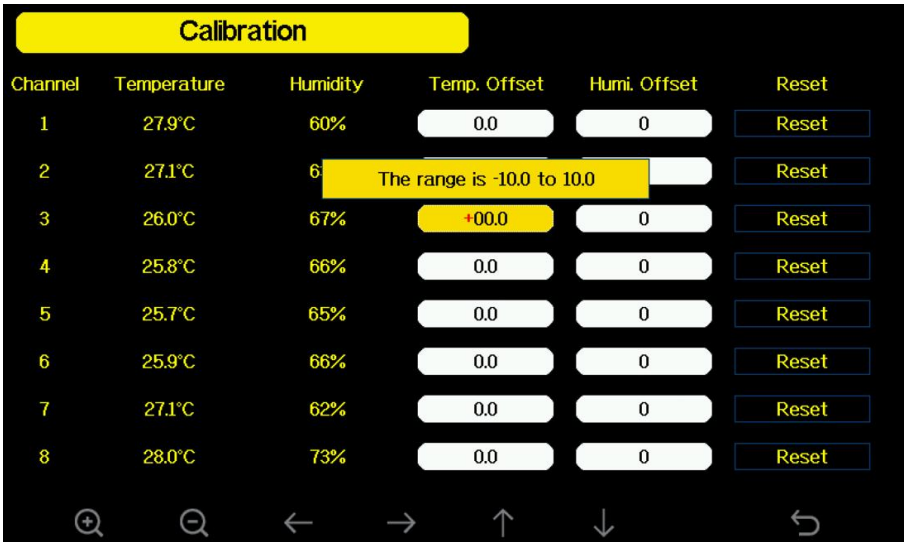 Calibration
Channel Temperature Humidity Temp. Offset Humi. Offset Reset
1 27.9°C 60% 0.0 0 Reset
2 27.1°C Reset
The range is -10.0 to 10.0
3 26.0°C 67% +00.0 0 Reset
4 25.8°C 66% 0.0 0 Reset
5 25.7°C 65% 0.0 0 Reset
6 25.9°C 66% 0.0 0 Reset
7 27.1°C 62% 0.0 0 Reset
8 28.0°C 73% 0.0 0 Reset